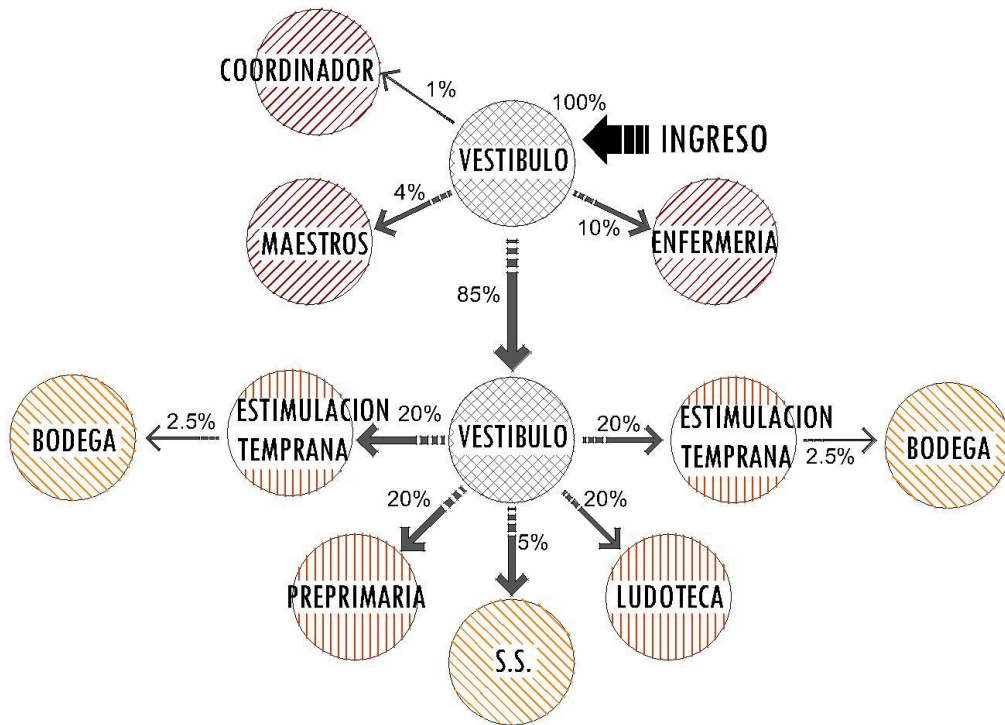 COORDINADOR
1%
100%
VESTIBULO
INGRESO
4%
10%
MAESTROS
ENFERMERIA
85%
BODEGA
2.5%
ESTIMULACION
TEMPRANA
20%
VESTIBULO
20%
ESTIMULACION
TEMPRANA
2.5%
BODEGA
20%
5%
20%
PREPRIMARIA
LUDOTECA
S.S.